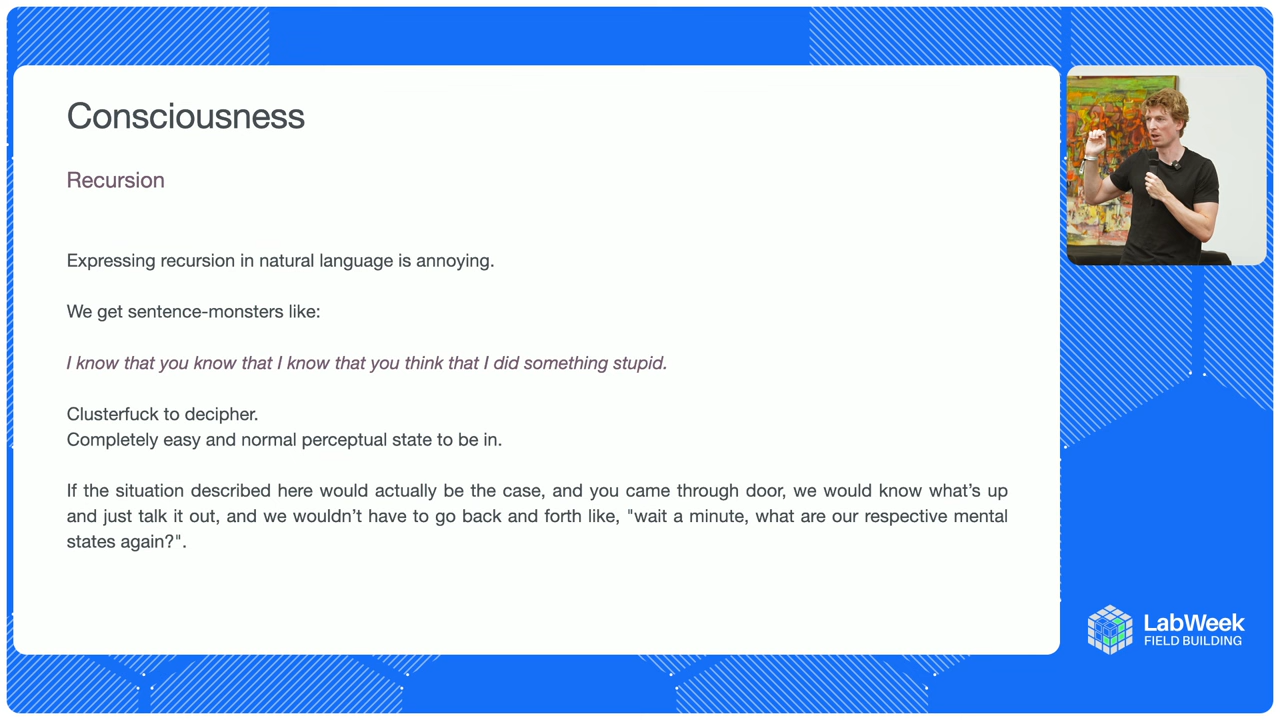 Consciousness
Recursion
Expressing recursion in natural language is annoying.
We get sentence-monsters like:
I know that you know that I know that you think that I did something stupid.
Clusterfuck to decipher.
Completely easy and normal perceptual state to be in.
If the situation described here would actually be the case, and you came through door, we would know what's up
and just talk it out, and we wouldn't have to go back and forth like, "wait a minute, what are our respective mental
states again?".
LabWeek
FIELD BUILDING